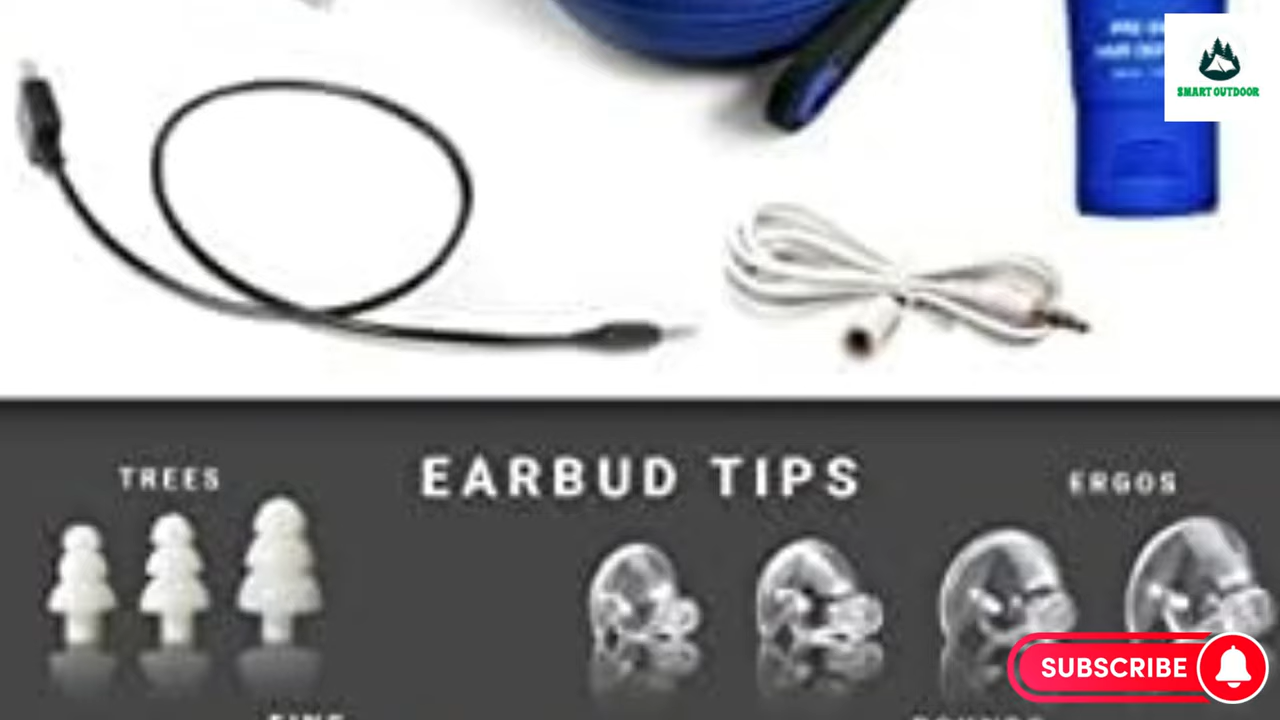 SMART OUTDOOR
TREES
EARBUD TIPS
ERGOS
SUBSCRIBE